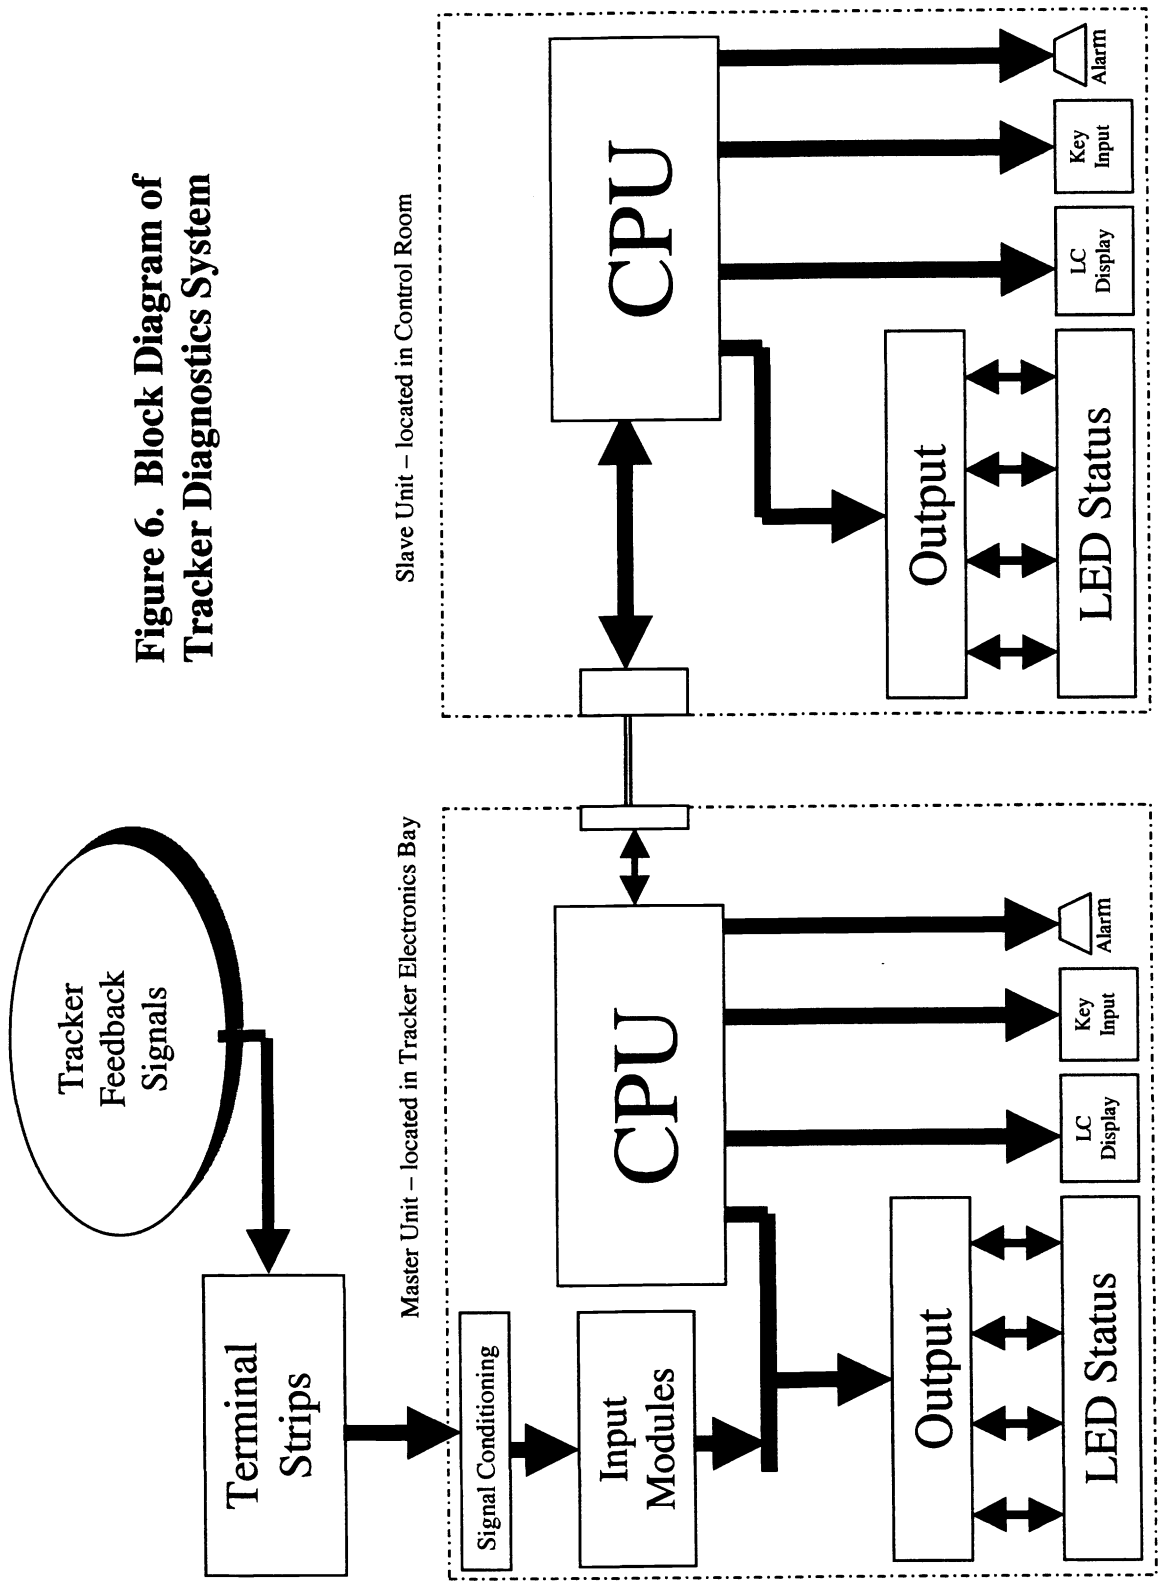 Figure 6. Block Diagram of
Tracker Diagnostics System
Tracker
Feedback
Signals
Terminal
Strips
Master Unit – located in Tracker Electronics Bay
Signal Conditioning
Input
Modules
CPU
Output
LED Status
LC
Display
Key
Input
Alarm
Slave Unit – located in Control Room
CPU
Output
LED Status
LC
Display
Key
Input
Alarm